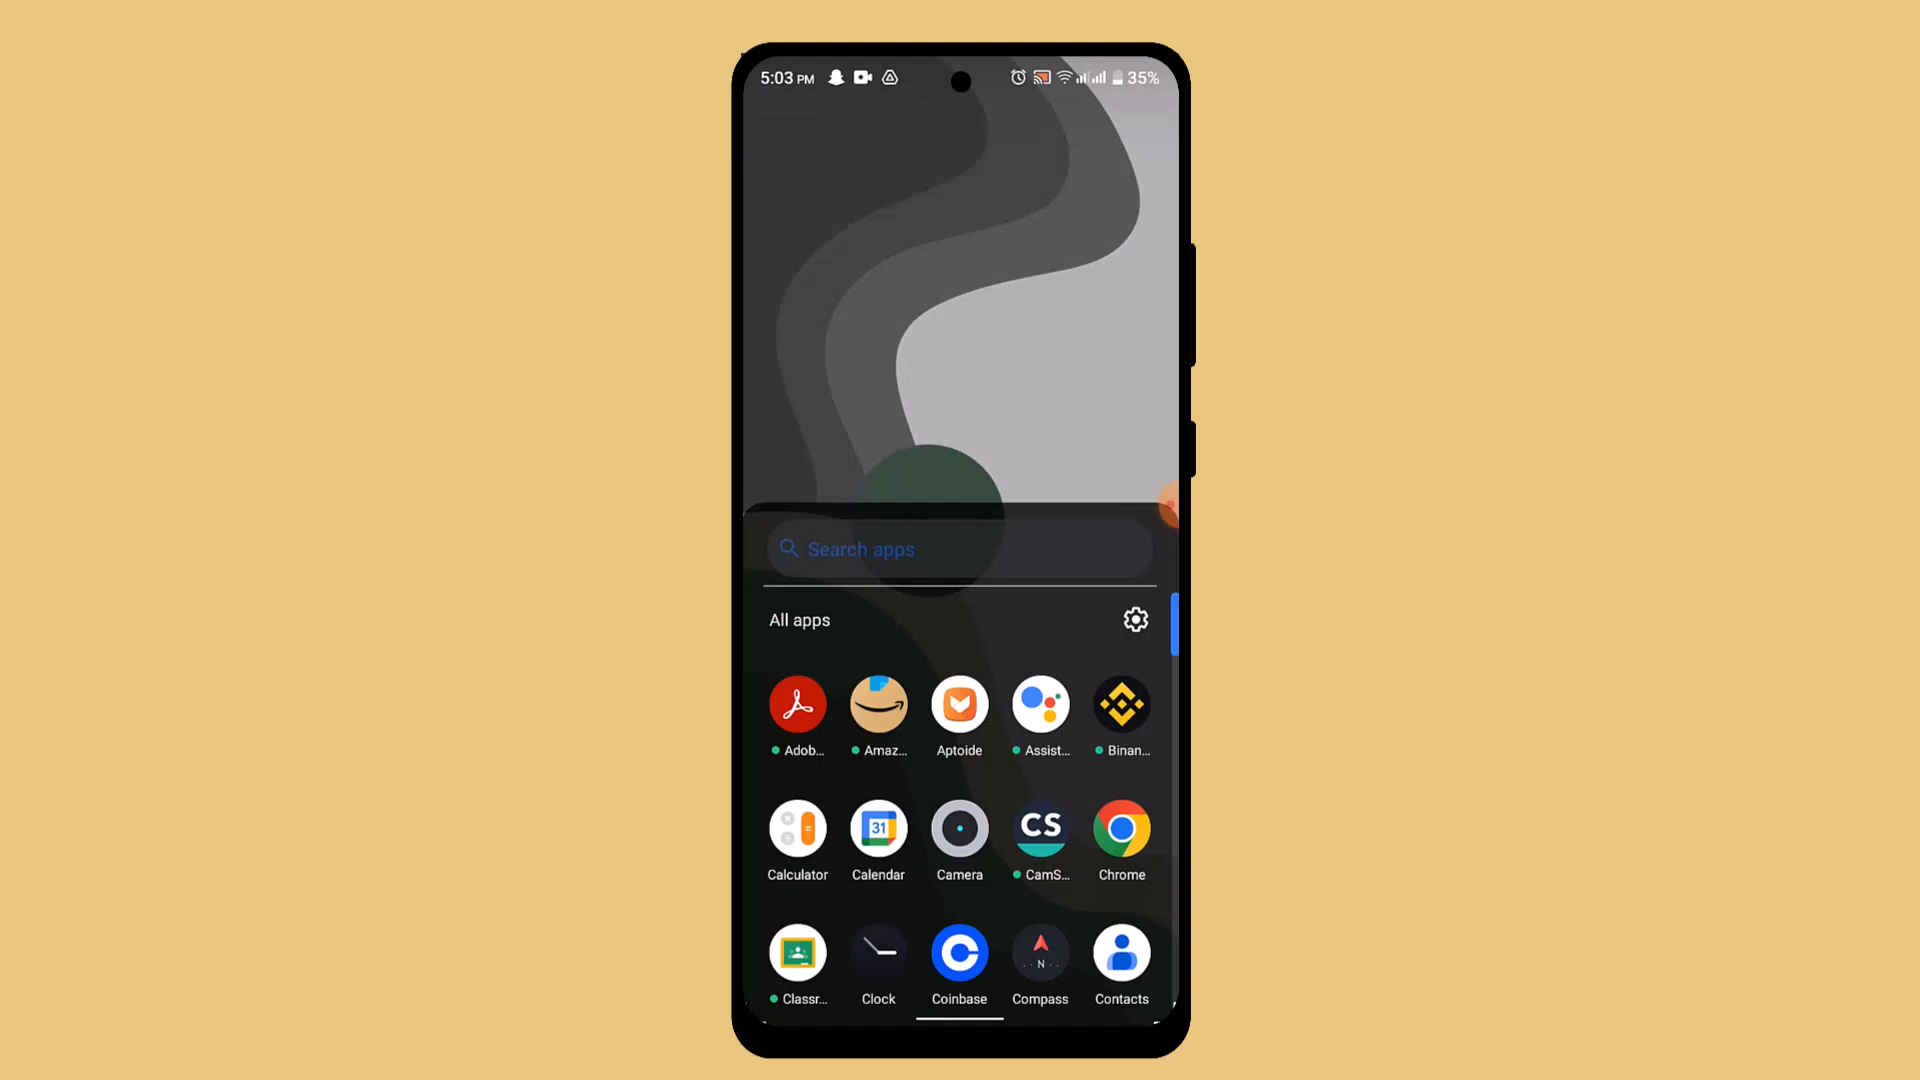 5:03 PM 35%
Search apps
All apps
Adob... Amaz... Aptoide Assist... Binan...
31 CS
Calculator Calendar Camera CamS... Chrome
N
Classr... Clock Coinbase Compass Contacts